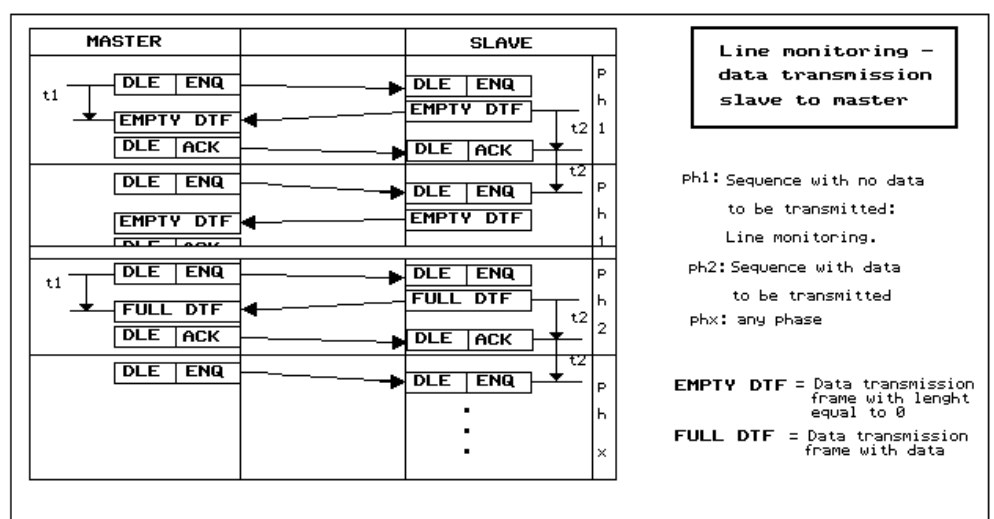 MASTER SLAVE
DLE ENQ DLE ENQ P
t1 EMPTY DTF h
EMPTY DTF t2 1
DLE ACK DLE ACK
t2
DLE ENQ DLE ENQ P
EMPTY DTF EMPTY DTF h
DLE ACK 1
DLE ENQ DLE ENQ P
t1 FULL DTF h
FULL DTF t2
DLE ACK DLE ACK 2
t2
DLE ENQ DLE ENQ P
h
x
Line monitoring -
data transmission
slave to master
ph1: Sequence with no data
to be transmitted:
Line monitoring.
ph2: Sequence with data
to be transmitted
phx: any phase
EMPTY DTF = Data transmission
frame with lenght
equal to 0
FULL DTF = Data transmission
frame with data